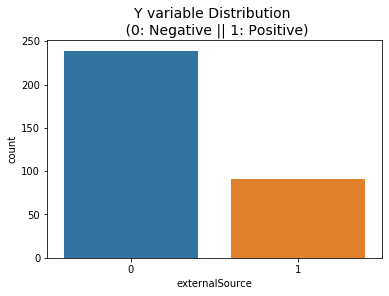 Y variable Distribution
(0: Negative || 1: Positive)
250
200
150
100
50
0
count
0 1
externalSource